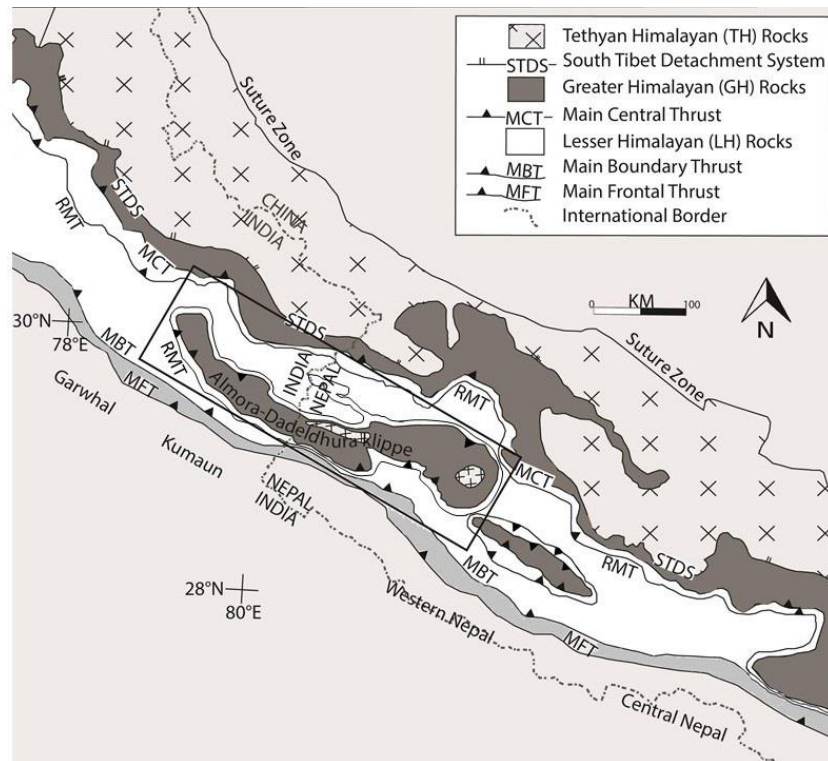 Tethyan Himalayan (TH) Rocks
STDS South Tibet Detachment System
Greater Himalayan (GH) Rocks
MCT Main Central Thrust
Lesser Himalayan (LH) Rocks
MBT Main Boundary Thrust
MFT Main Frontal Thrust
International Border
Suture Zone
CHINA
INDIA
STDS
RMT
MCT
KM
0 100
N
30°N
78°E
STDS
Suture Zone
MBT
RMT
INDIA
NEPAL
RMT
Garwhal
MFT
Almora-Dadeldhura Klippe
Kumaun
MCT
NEPAL
INDIA
RMT
STDS
MBT
28°N
80°E
Western Nepal
MFT
Central Nepal